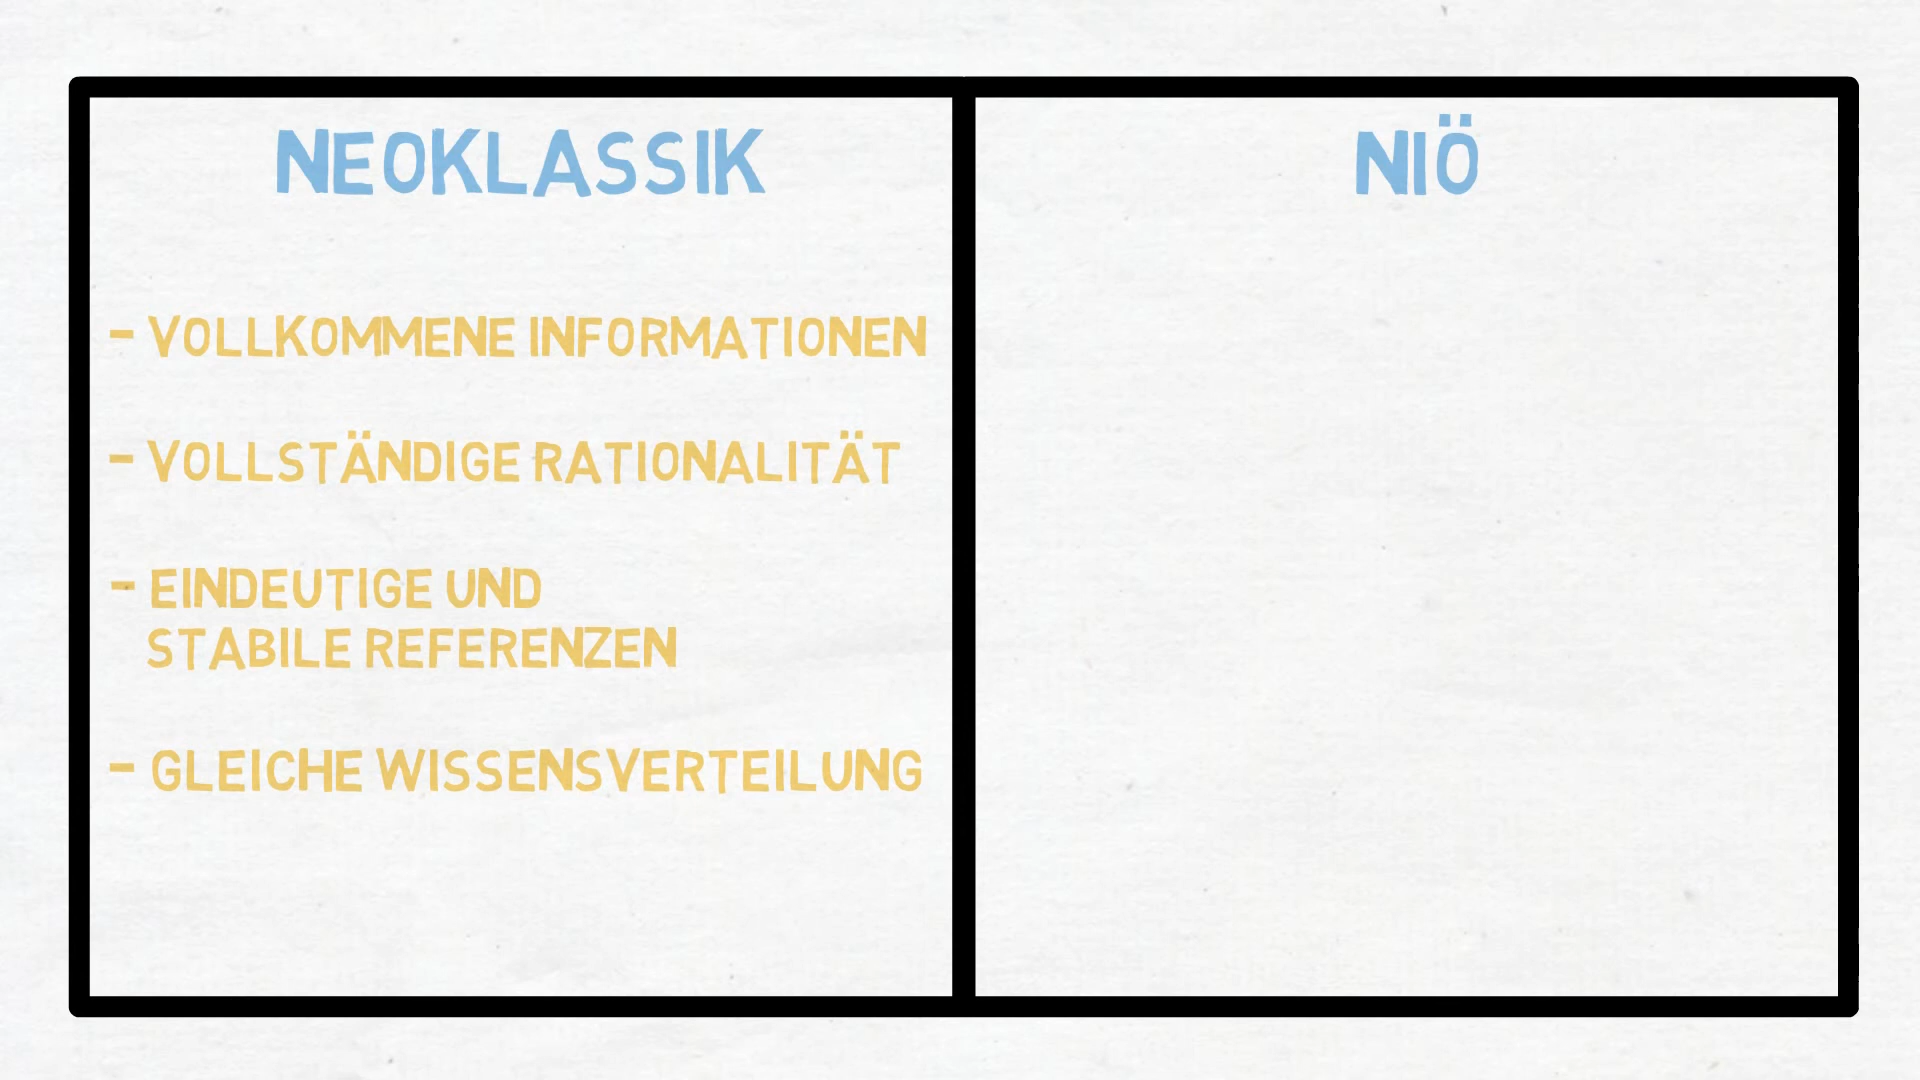 NEOKLASSIK
- VOLLKOMMENE INFORMATIONEN
- VOLLSTÄNDIGE RATIONALITÄT
- EINDEUTIGE UND
STABILE REFERENZEN
- GLEICHE WISSENSVERTEILUNG
NIÖ